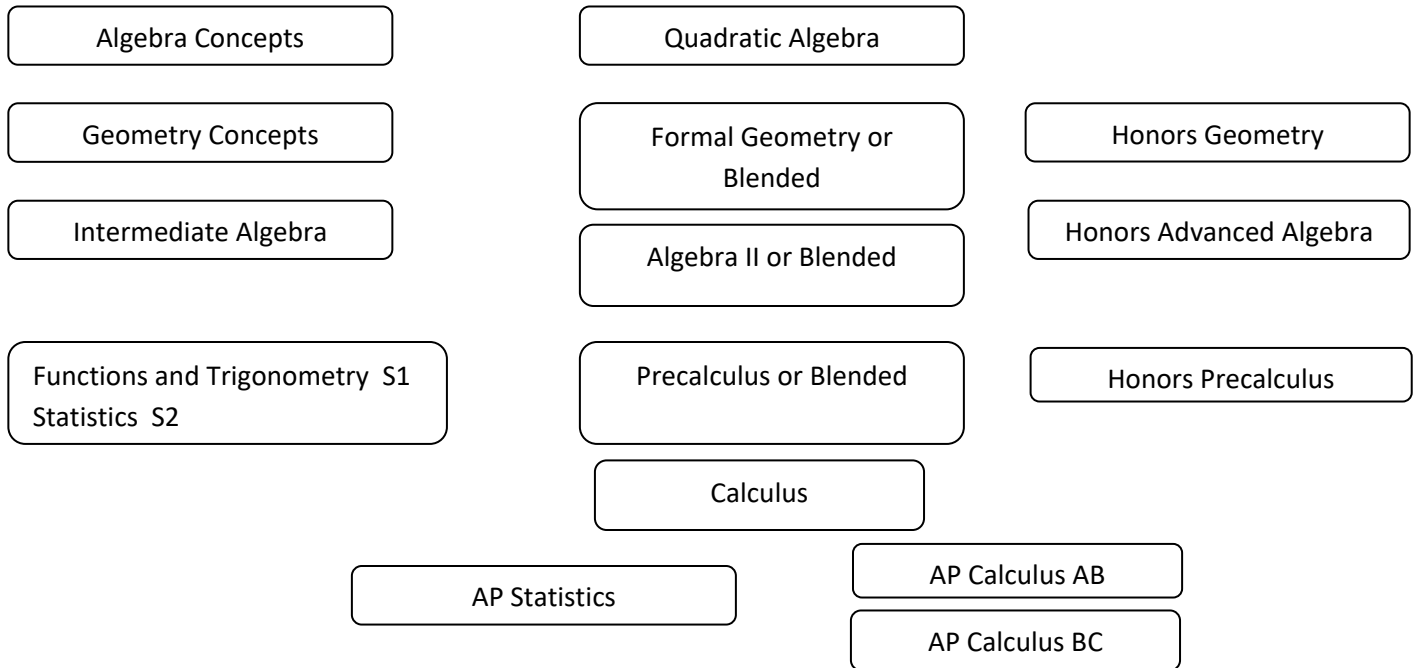 Algebra Concepts
Quadratic Algebra
Geometry Concepts
Formal Geometry or
Blended
Honors Geometry
Intermediate Algebra
Algebra II or Blended
Honors Advanced Algebra
Functions and Trigonometry  S1
Statistics  S2
Precalculus or Blended
Honors Precalculus
Calculus
AP Statistics
AP Calculus AB
AP Calculus BC